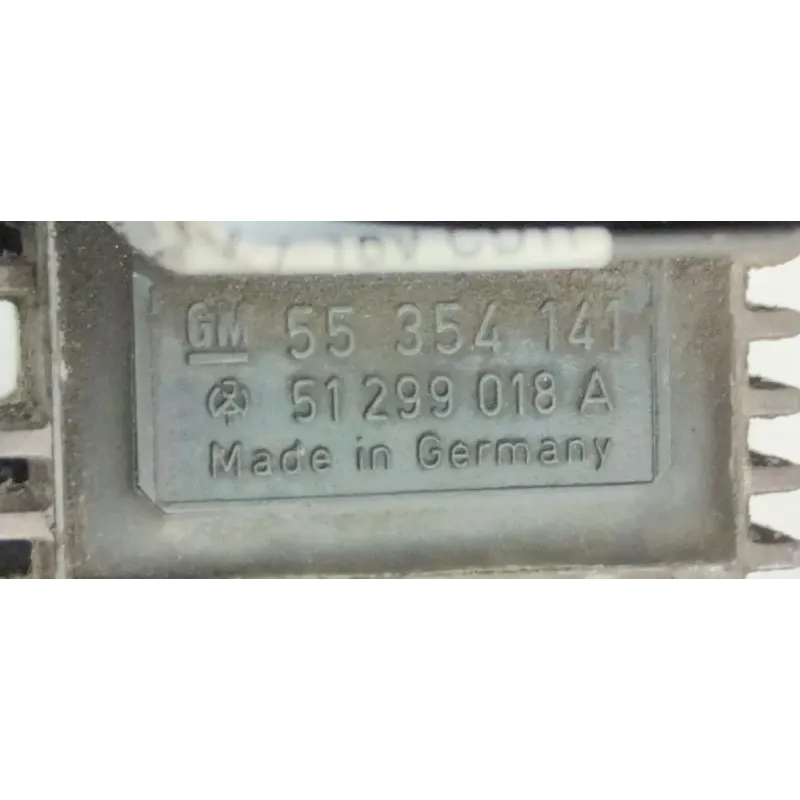 GM 55 354 141
51 299 018 A
Made in Germany